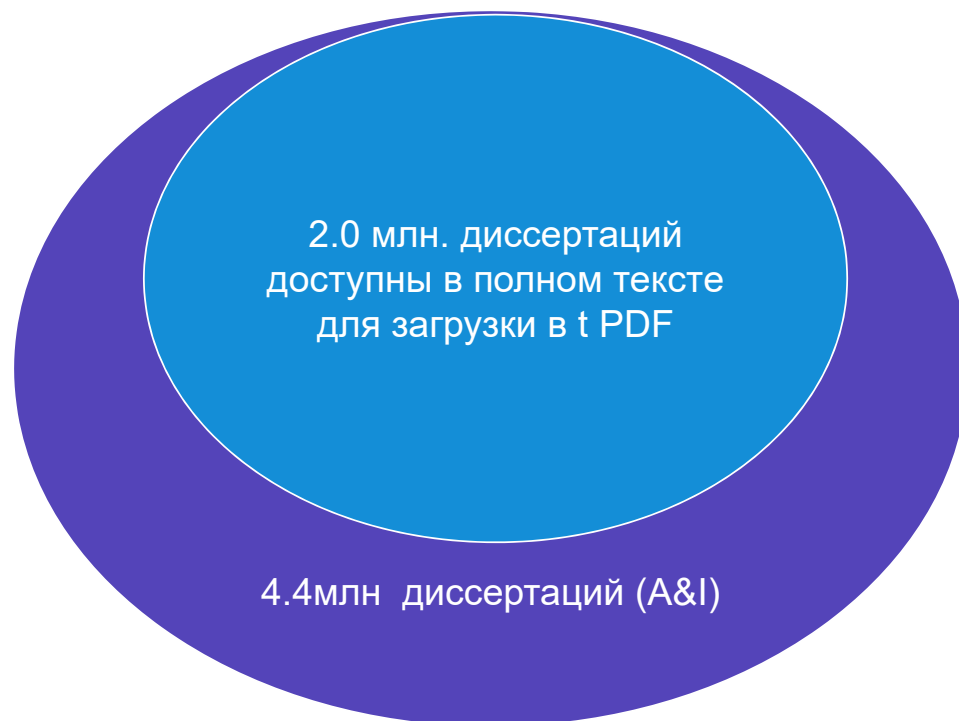 2.0 млн. диссертаций
доступны в полном тексте
для загрузки в t PDF
4.4млн  диссертаций (A&I)